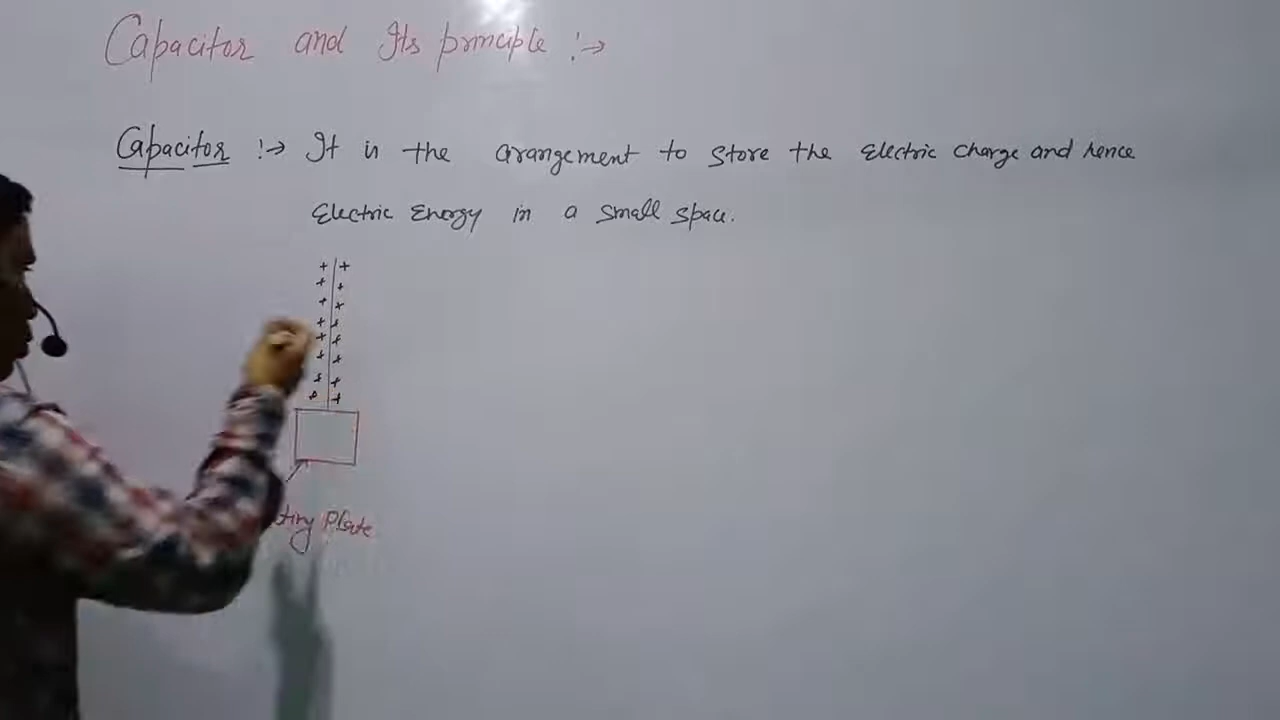 Capacitor and Its principle :→
Capacitor :→ It is the arangement to store the Electric charge and hence
Electric Energy in a small space.
+ +
+ +
+ +
+ +
+ +
+ +
+ +
+ +
Plate